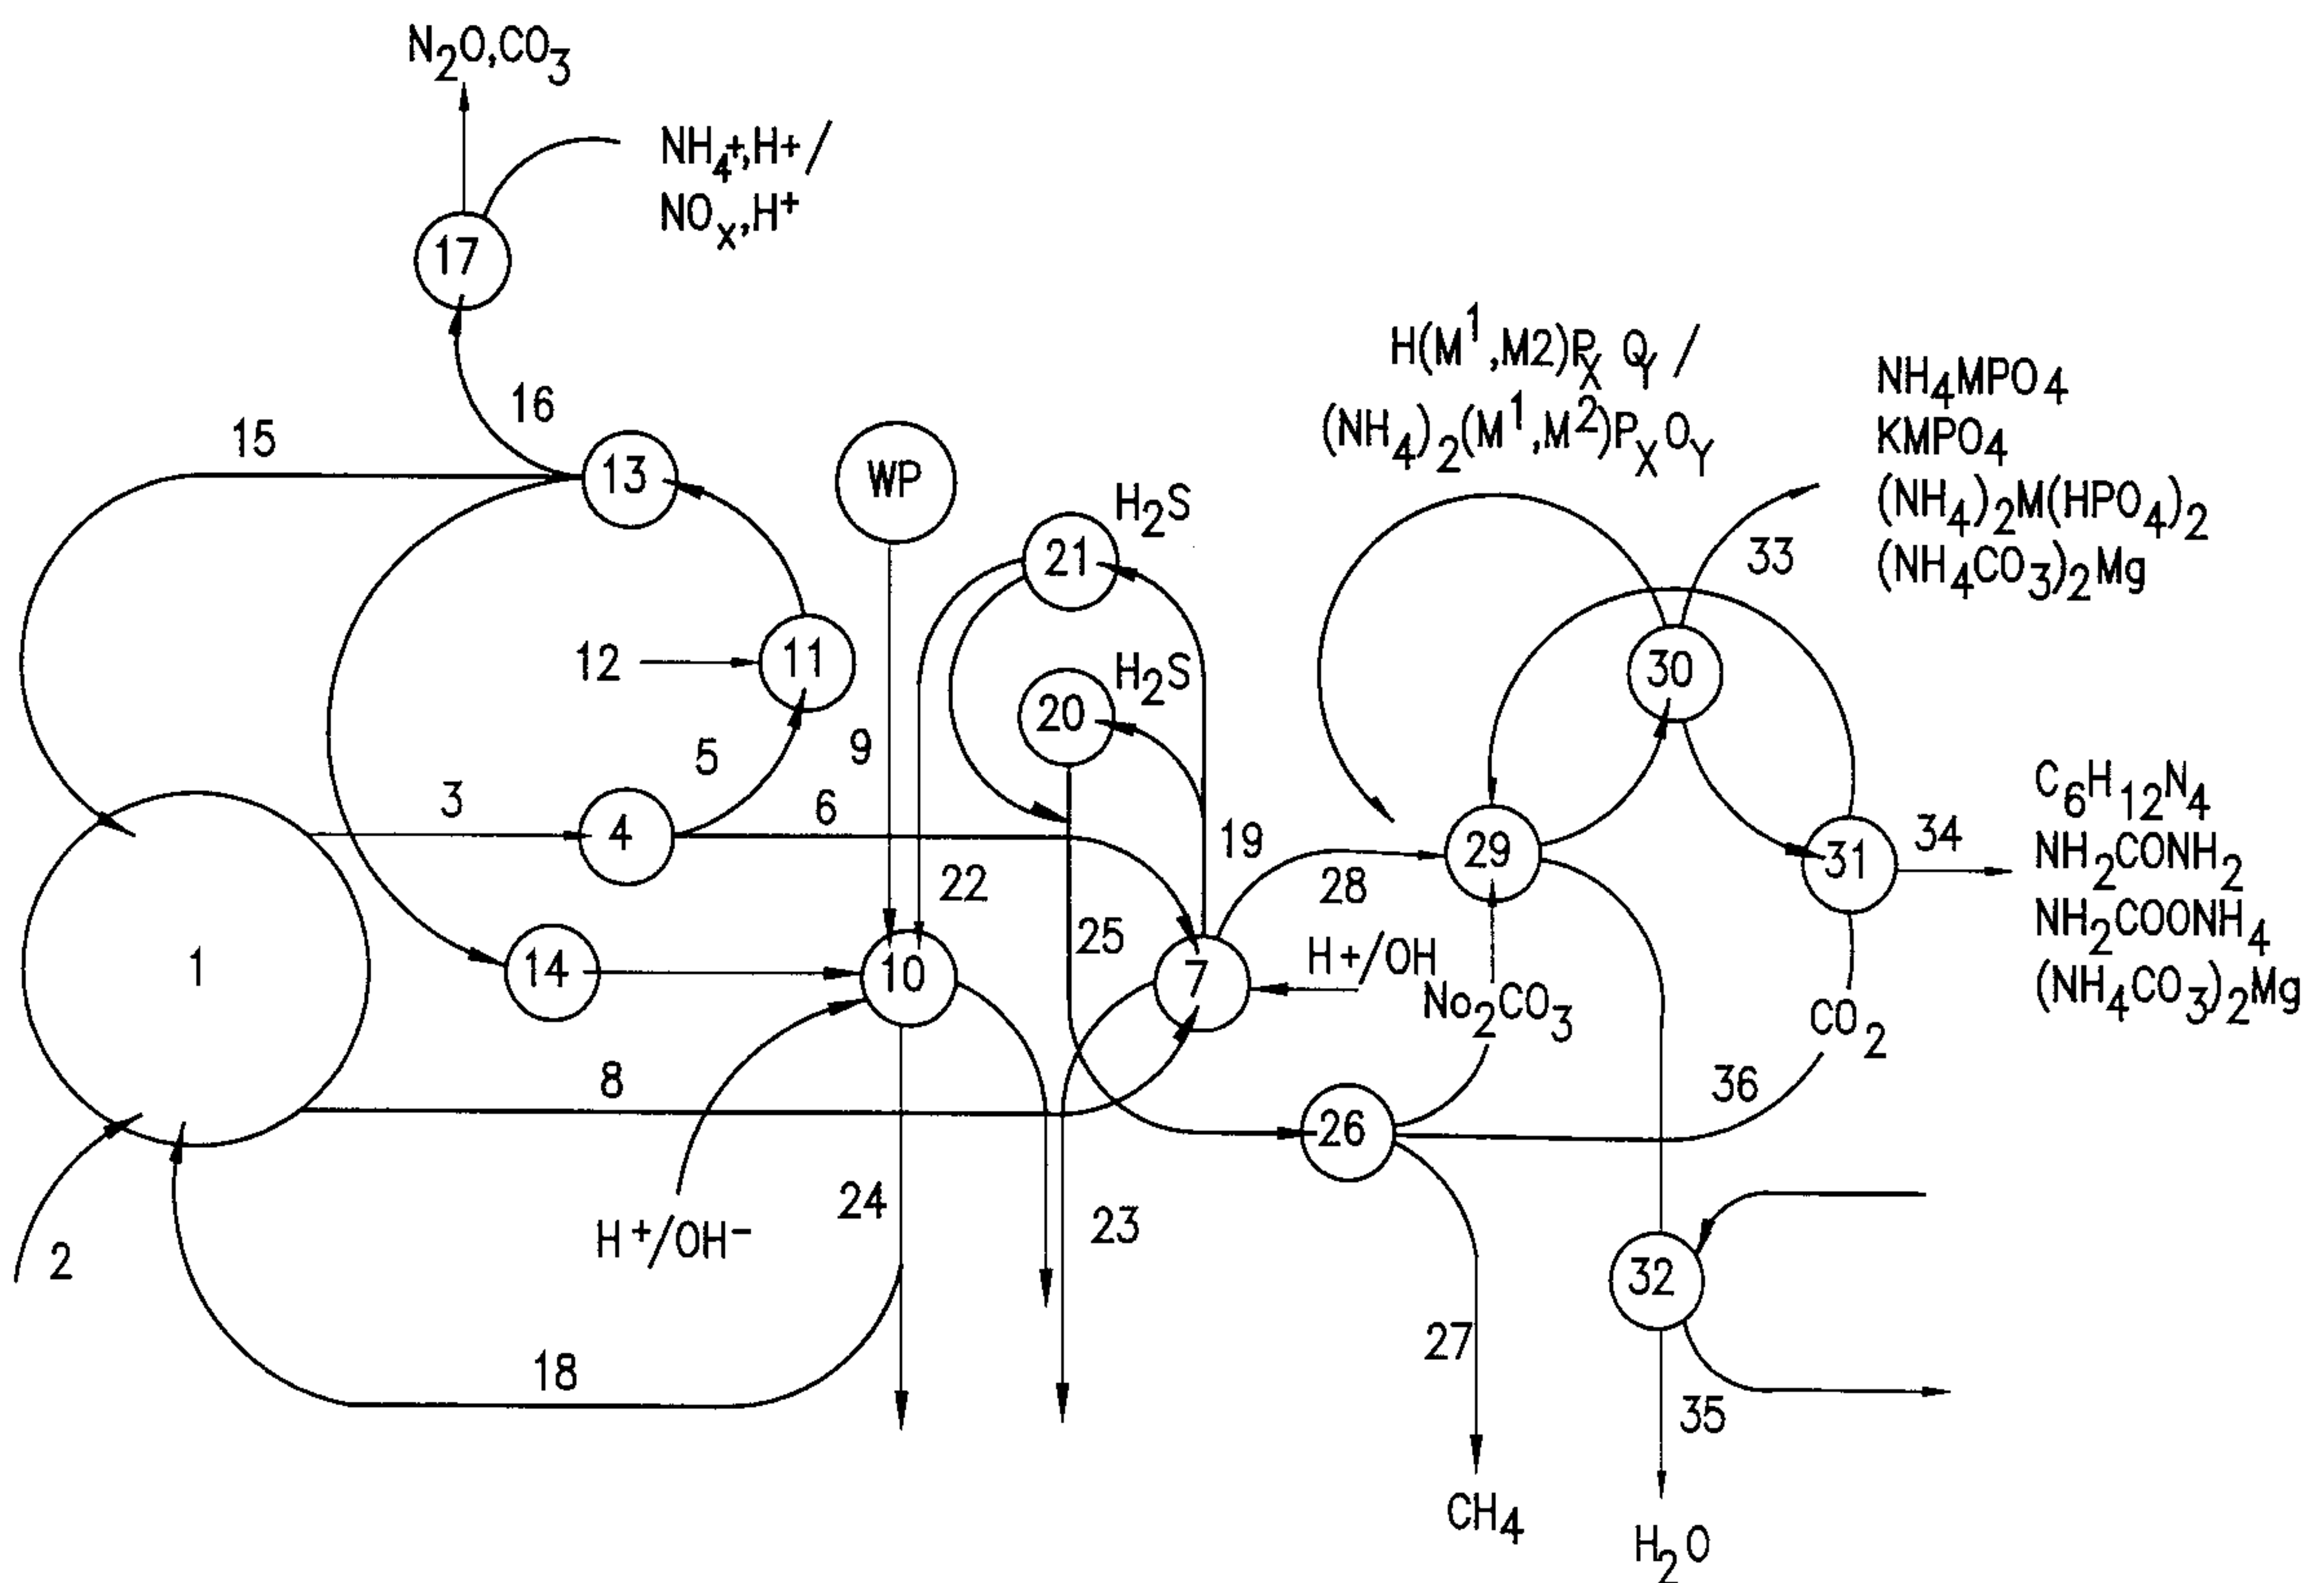 N₂O,CO₃
NH₄+,H+/
NOₓ,H⁺
17
H(M¹,M2)Pₓ Qᵧ /
(NH₄)₂(M¹,M²)PₓOᵧ
NH₄MPO₄
KMPO₄
(NH₄)₂M(HPO₄)₂
(NH₄CO₃)₂Mg
16
15
13
WP
H₂S
21
33
12
11
H₂S
20
30
9
5
3
6
4
19
29
31
34
C₆H₁₂N₄
NH₂CONH₂
NH₂COONH₄
(NH₄CO₃)₂Mg
22
28
25
1
14
10
7
H+/OH
No₂CO₃
CO₂
8
36
26
24
23
H⁺/OH⁻
2
32
27
18
35
CH₄
H₂O